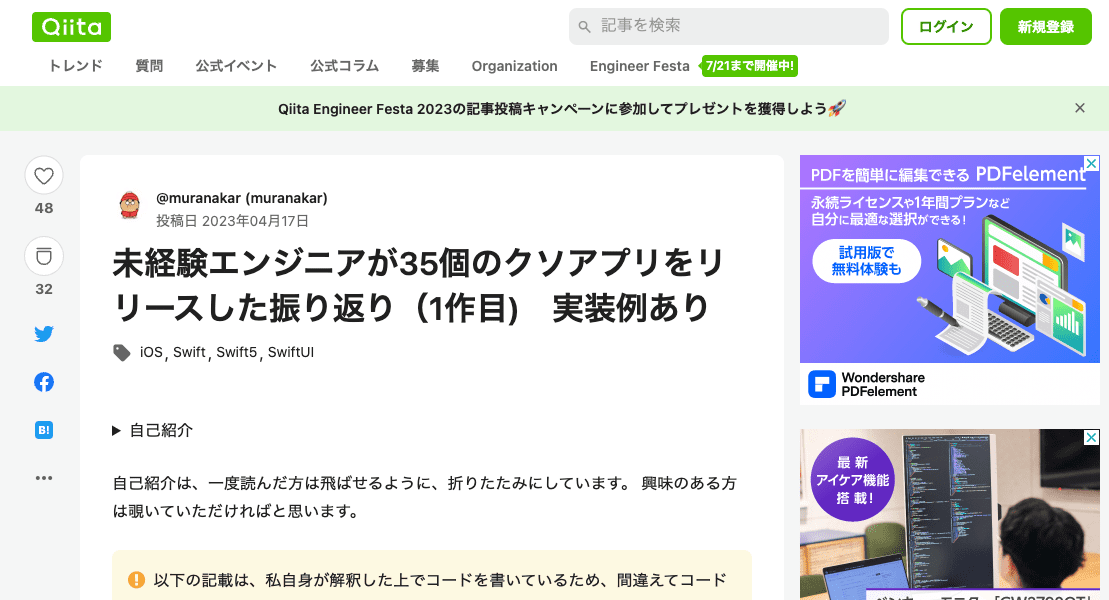 Qiita
記事を検索
ログイン
新規登録
トレンド 質問 公式イベント 公式コラム 募集 Organization Engineer Festa 7/21まで開催中!
Qiita Engineer Festa 2023の記事投稿キャンペーンに参加してプレゼントを獲得しよう🚀
48
32
B!
@muranakar (muranakar)
投稿日 2023年04月17日
未経験エンジニアが35個のクソアプリをリ
リースした振り返り（1作目） 実装例あり
iOS, Swift, Swift5, SwiftUI
▶ 自己紹介
自己紹介は、一度読んだ方は飛ばせるように、折りたたみにしています。 興味のある方
は覗いていただければと思います。
以下の記載は、私自身が解釈した上でコードを書いているため、間違えてコード
PDFを簡単に編集できる PDFelement
永続ライセンスや1年間プランなど
自分に最適な選択ができる!
試用版で
無料体験も
Wondershare
PDFelement
最新
アイケア機能
搭載!